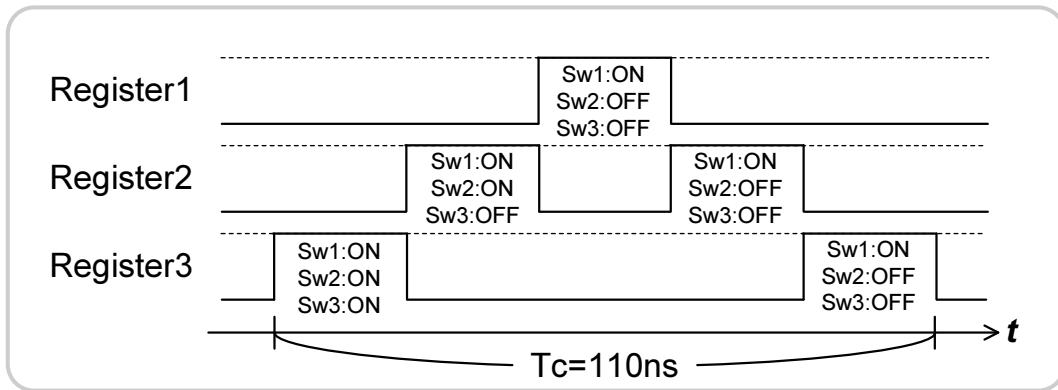 Register1
Sw1:ON
Sw2:OFF
Sw3:OFF
Register2
Sw1:ON
Sw2:ON
Sw3:OFF
Sw1:ON
Sw2:OFF
Sw3:OFF
Register3
Sw1:ON
Sw2:ON
Sw3:ON
Sw1:ON
Sw2:OFF
Sw3:OFF
t
Tc=110ns